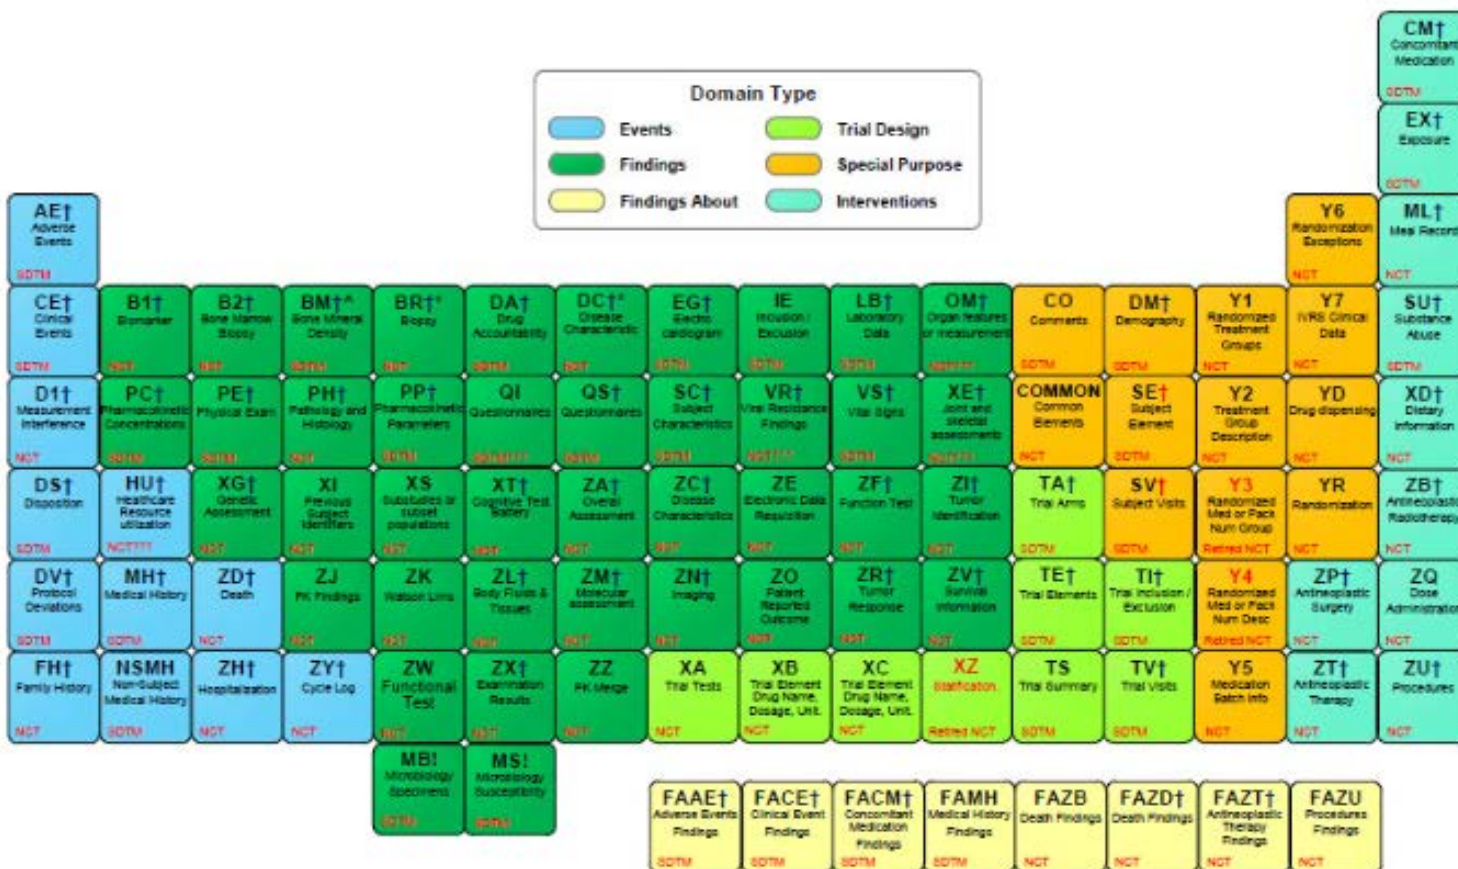 CM†
Concomitant
Medication
SDTM
Domain Type
Events
Trial Design
Findings
Special Purpose
Findings About
Interventions
EX†
Exposure
SDTM
AE†
Adverse
Events
SDTM
Y6
Randomization
Exceptions
NCT
ML†
Meal Record
NCT
CE†
Clinical
Events
SDTM
B1†
Biomarker
NCT
B2†
Bone Marrow
Biopsy
NCT
BM†^
Bone Mineral
Density
SDTM
BR†*
Biopsy
NCT
DA†
Drug
Accountability
SDTM
DC†*
Disease
Characteristic
NCT
EG†
Electro
cardiogram
SDTM
IE
Inclusion /
Exclusion
SDTM
LB†
Laboratory
Data
SDTM
OM†
Organ features
or measurement
CO
Comments
SDTM
DM†
Demography
SDTM
Y1
Randomized
Treatment
Groups
NCT
Y7
IVRS Clinical
Data
NCT
SU†
Substance
Abuse
SDTM
D1†
Measurement
Interference
NCT
PC†
Pharmacokinetic
Concentrations
SDTM
PE†
Physical Exam
SDTM
PH†
Pathology and
Histology
NCT
PP†
Pharmacokinetic
Parameters
SDTM
QI
Questionnaires
QS†
Questionnaires
SDTM
SC†
Subject
Characteristics
SDTM
VR†
Viral Resistance
Findings
NCT???
VS†
Vital Signs
SDTM
XE†
Joint and
skeletal
assessments
NCT???
COMMON
Common
Elements
NCT
SE†
Subject
Element
SDTM
Y2
Treatment
Group
Description
NCT
YD
Drug dispensing
NCT
XD†
Dietary
Information
NCT
DS†
Disposition
SDTM
HU†
Healthcare
Resource
utilization
NCT???
XG†
Genetic
Assessment
NCT
XI
Previous
Subject
Identifiers
NCT
XS
Substudies or
subset
populations
NCT
XT†
Cognitive Test
Battery
NCT
ZA†
Overall
Assessment
NCT
ZC†
Disease
Characteristics
NCT
ZE
Electronic Data
Requisition
NCT
ZF†
Function Test
NCT
ZI†
Tumor
Identification
NCT
TA†
Trial Arms
SDTM
SV†
Subject Visits
SDTM
Y3
Randomized
Med or Pack
Num Group
Retired NCT
YR
Randomization
NCT
ZB†
Antineoplastic
Radiotherapy
NCT
DV†
Protocol
Deviations
SDTM
MH†
Medical History
SDTM
ZD†
Death
NCT
ZJ
PK Findings
NCT
ZK
Watson Lims
NCT
ZL†
Body Fluids &
Tissues
NCT
ZM†
Molecular
assessment
NCT
ZN†
Imaging
NCT
ZO
Patient
Reported
Outcome
NCT
ZR†
Tumor
Response
NCT
ZV†
Survival
Information
NCT
TE†
Trial Elements
SDTM
TI†
Trial Inclusion /
Exclusion
SDTM
Y4
Randomized
Med or Pack
Num Desc
Retired NCT
ZP†
Antineoplastic
Surgery
NCT
ZQ
Dose
Administration
NCT
FH†
Family History
NCT
NSMH
Non-Subject
Medical History
SDTM
ZH†
Hospitalization
NCT
ZY†
Cycle Log
NCT
ZW
Functional
Test
NCT
ZX†
Examination
Results
NCT
ZZ
PK Merge
NCT
XA
Trial Tests
NCT
XB
Trial Element
Drug Name,
Dosage, Unit.
NCT
XC
Trial Element
Drug Name,
Dosage, Unit.
NCT
XZ
Stratification
Retired NCT
TS
Trial Summary
SDTM
TV†
Trial Visits
SDTM
Y5
Medication
Batch Info
NCT
ZT†
Antineoplastic
Therapy
NCT
ZU†
Procedures
NCT
MB!
Microbiology
Specimens
SDTM
MS!
Microbiology
Susceptibility
SDTM
FAAE†
Adverse Events
Findings
SDTM
FACE†
Clinical Event
Findings
SDTM
FACM†
Concomitant
Medication
Findings
SDTM
FAMH
Medical History
Findings
SDTM
FAZB
Death Findings
NCT
FAZD†
Death Findings
NCT
FAZT†
Antineoplastic
Therapy
Findings
NCT
FAZU
Procedures
Findings
NCT